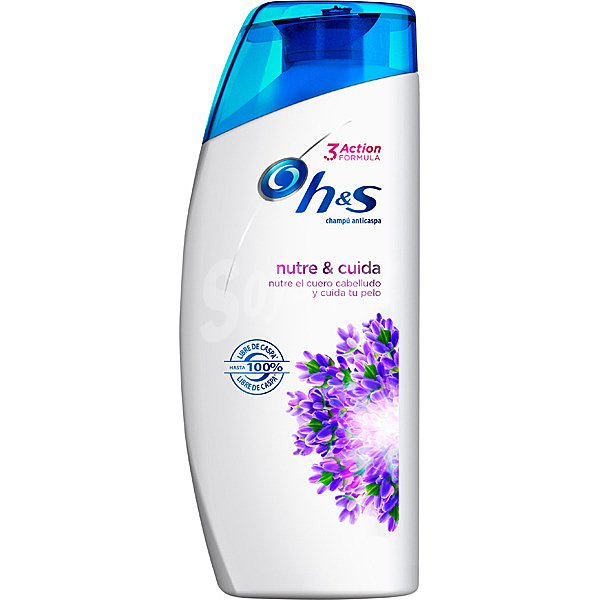 3 Action
FORMULA
h&s
champú anticaspa
nutre & cuida
nutre el cuero cabelludo
y cuida tu pelo
LIBRE DE CASPA*
HASTA 100%
LIBRE DE CASPA*